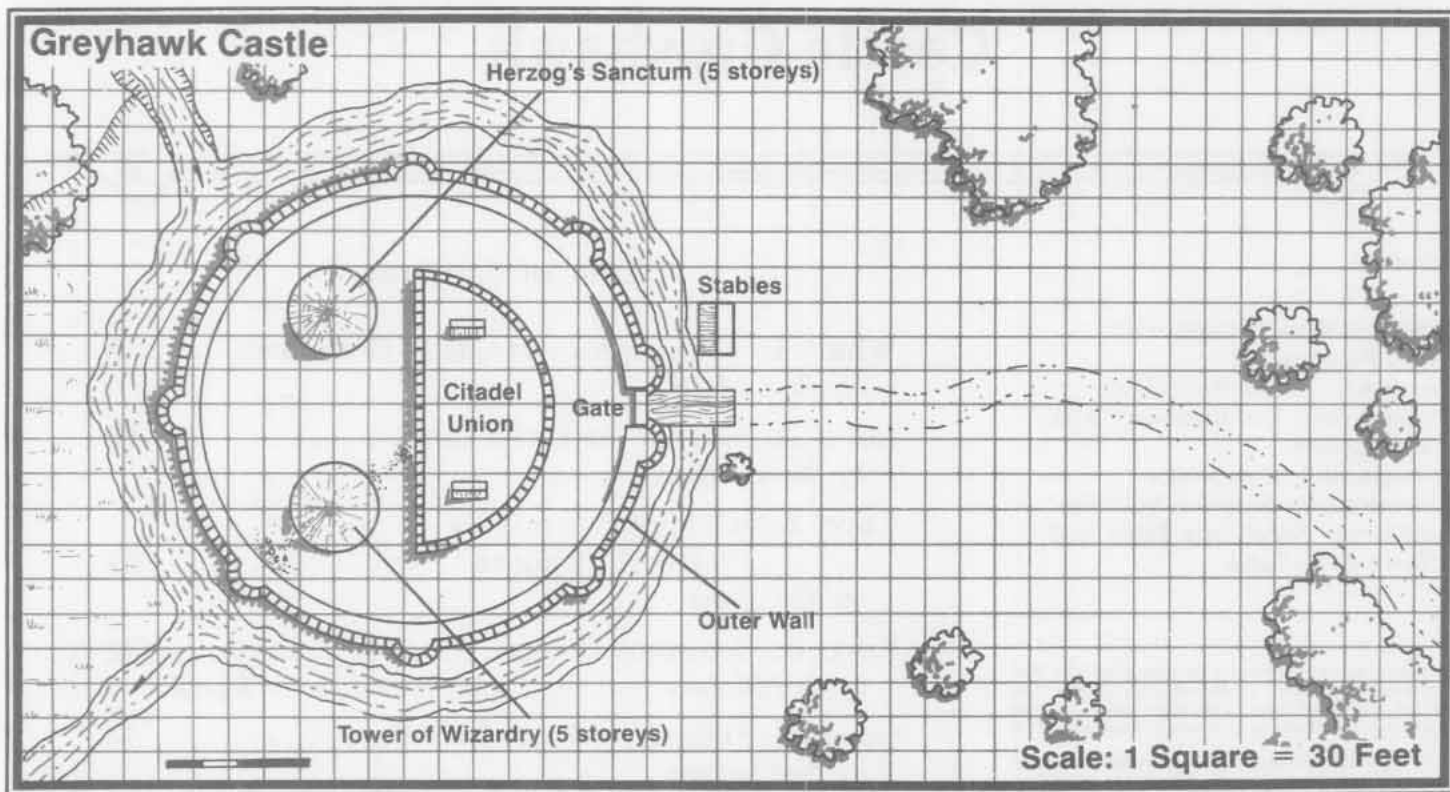 Greyhawk Castle
Herzog's Sanctum (5 storeys)
Stables
Citadel
Union
Gate
Outer Wall
Tower of Wizardry (5 storeys)
Scale: 1 Square = 30 Feet